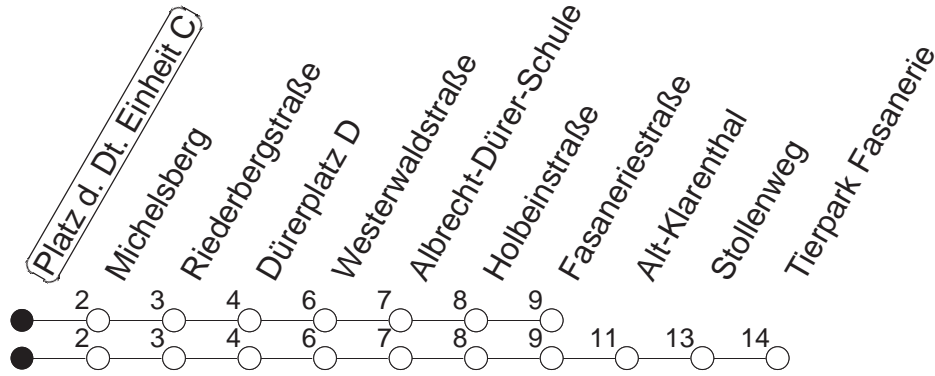 Platz d. Dt. Einheit C
Michelsberg
Riederbergstraße
Dürerplatz D
Westerwaldstraße
Albrecht-Dürer-Schule
Holbeinstraße
Fasaneriestraße
Alt-Klarenthal
Stollenweg
Tierpark Fasanerie
2 3 4 6 7 8 9
2 3 4 6 7 8 9 11 13 14